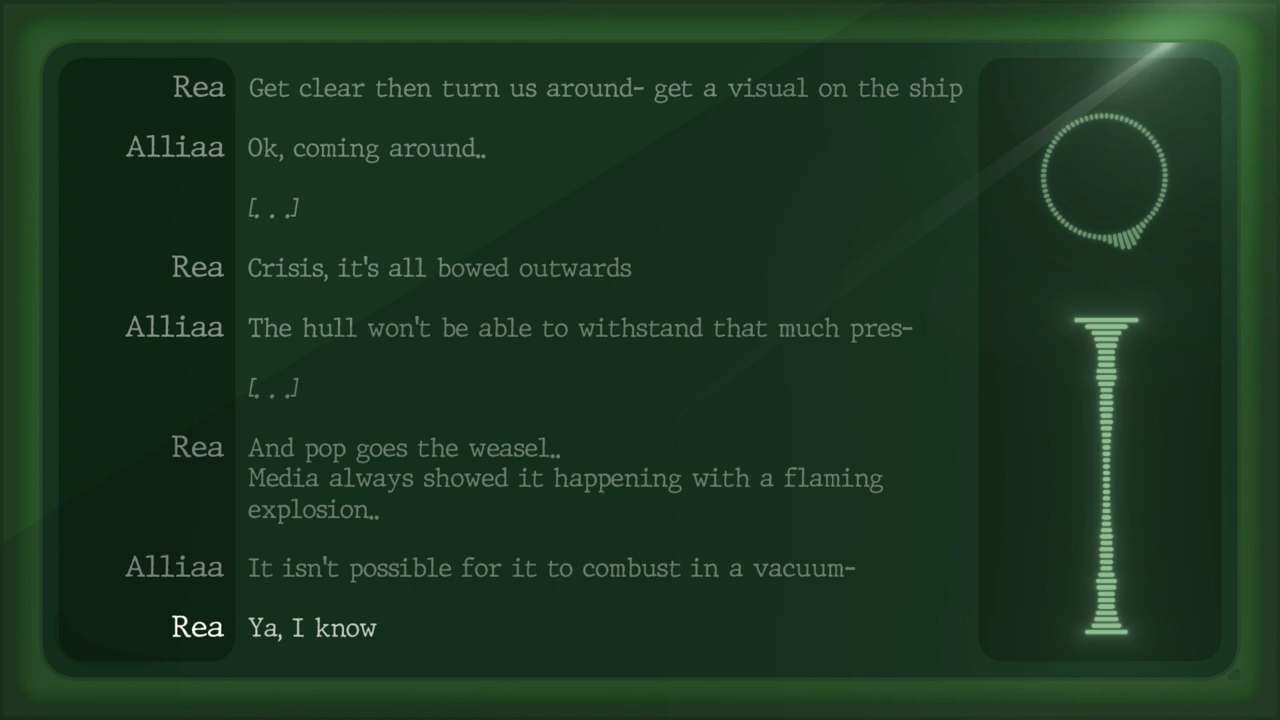 Rea Get clear then turn us around- get a visual on the ship
Alliaa Ok, coming around..
[. . .]
Rea Crisis, it's all bowed outwards
Alliaa The hull won't be able to withstand that much pres-
[. . .]
Rea And pop goes the weasel..
Media always showed it happening with a flaming
explosion..
Alliaa It isn't possible for it to combust in a vacuum-
Rea Ya, I know